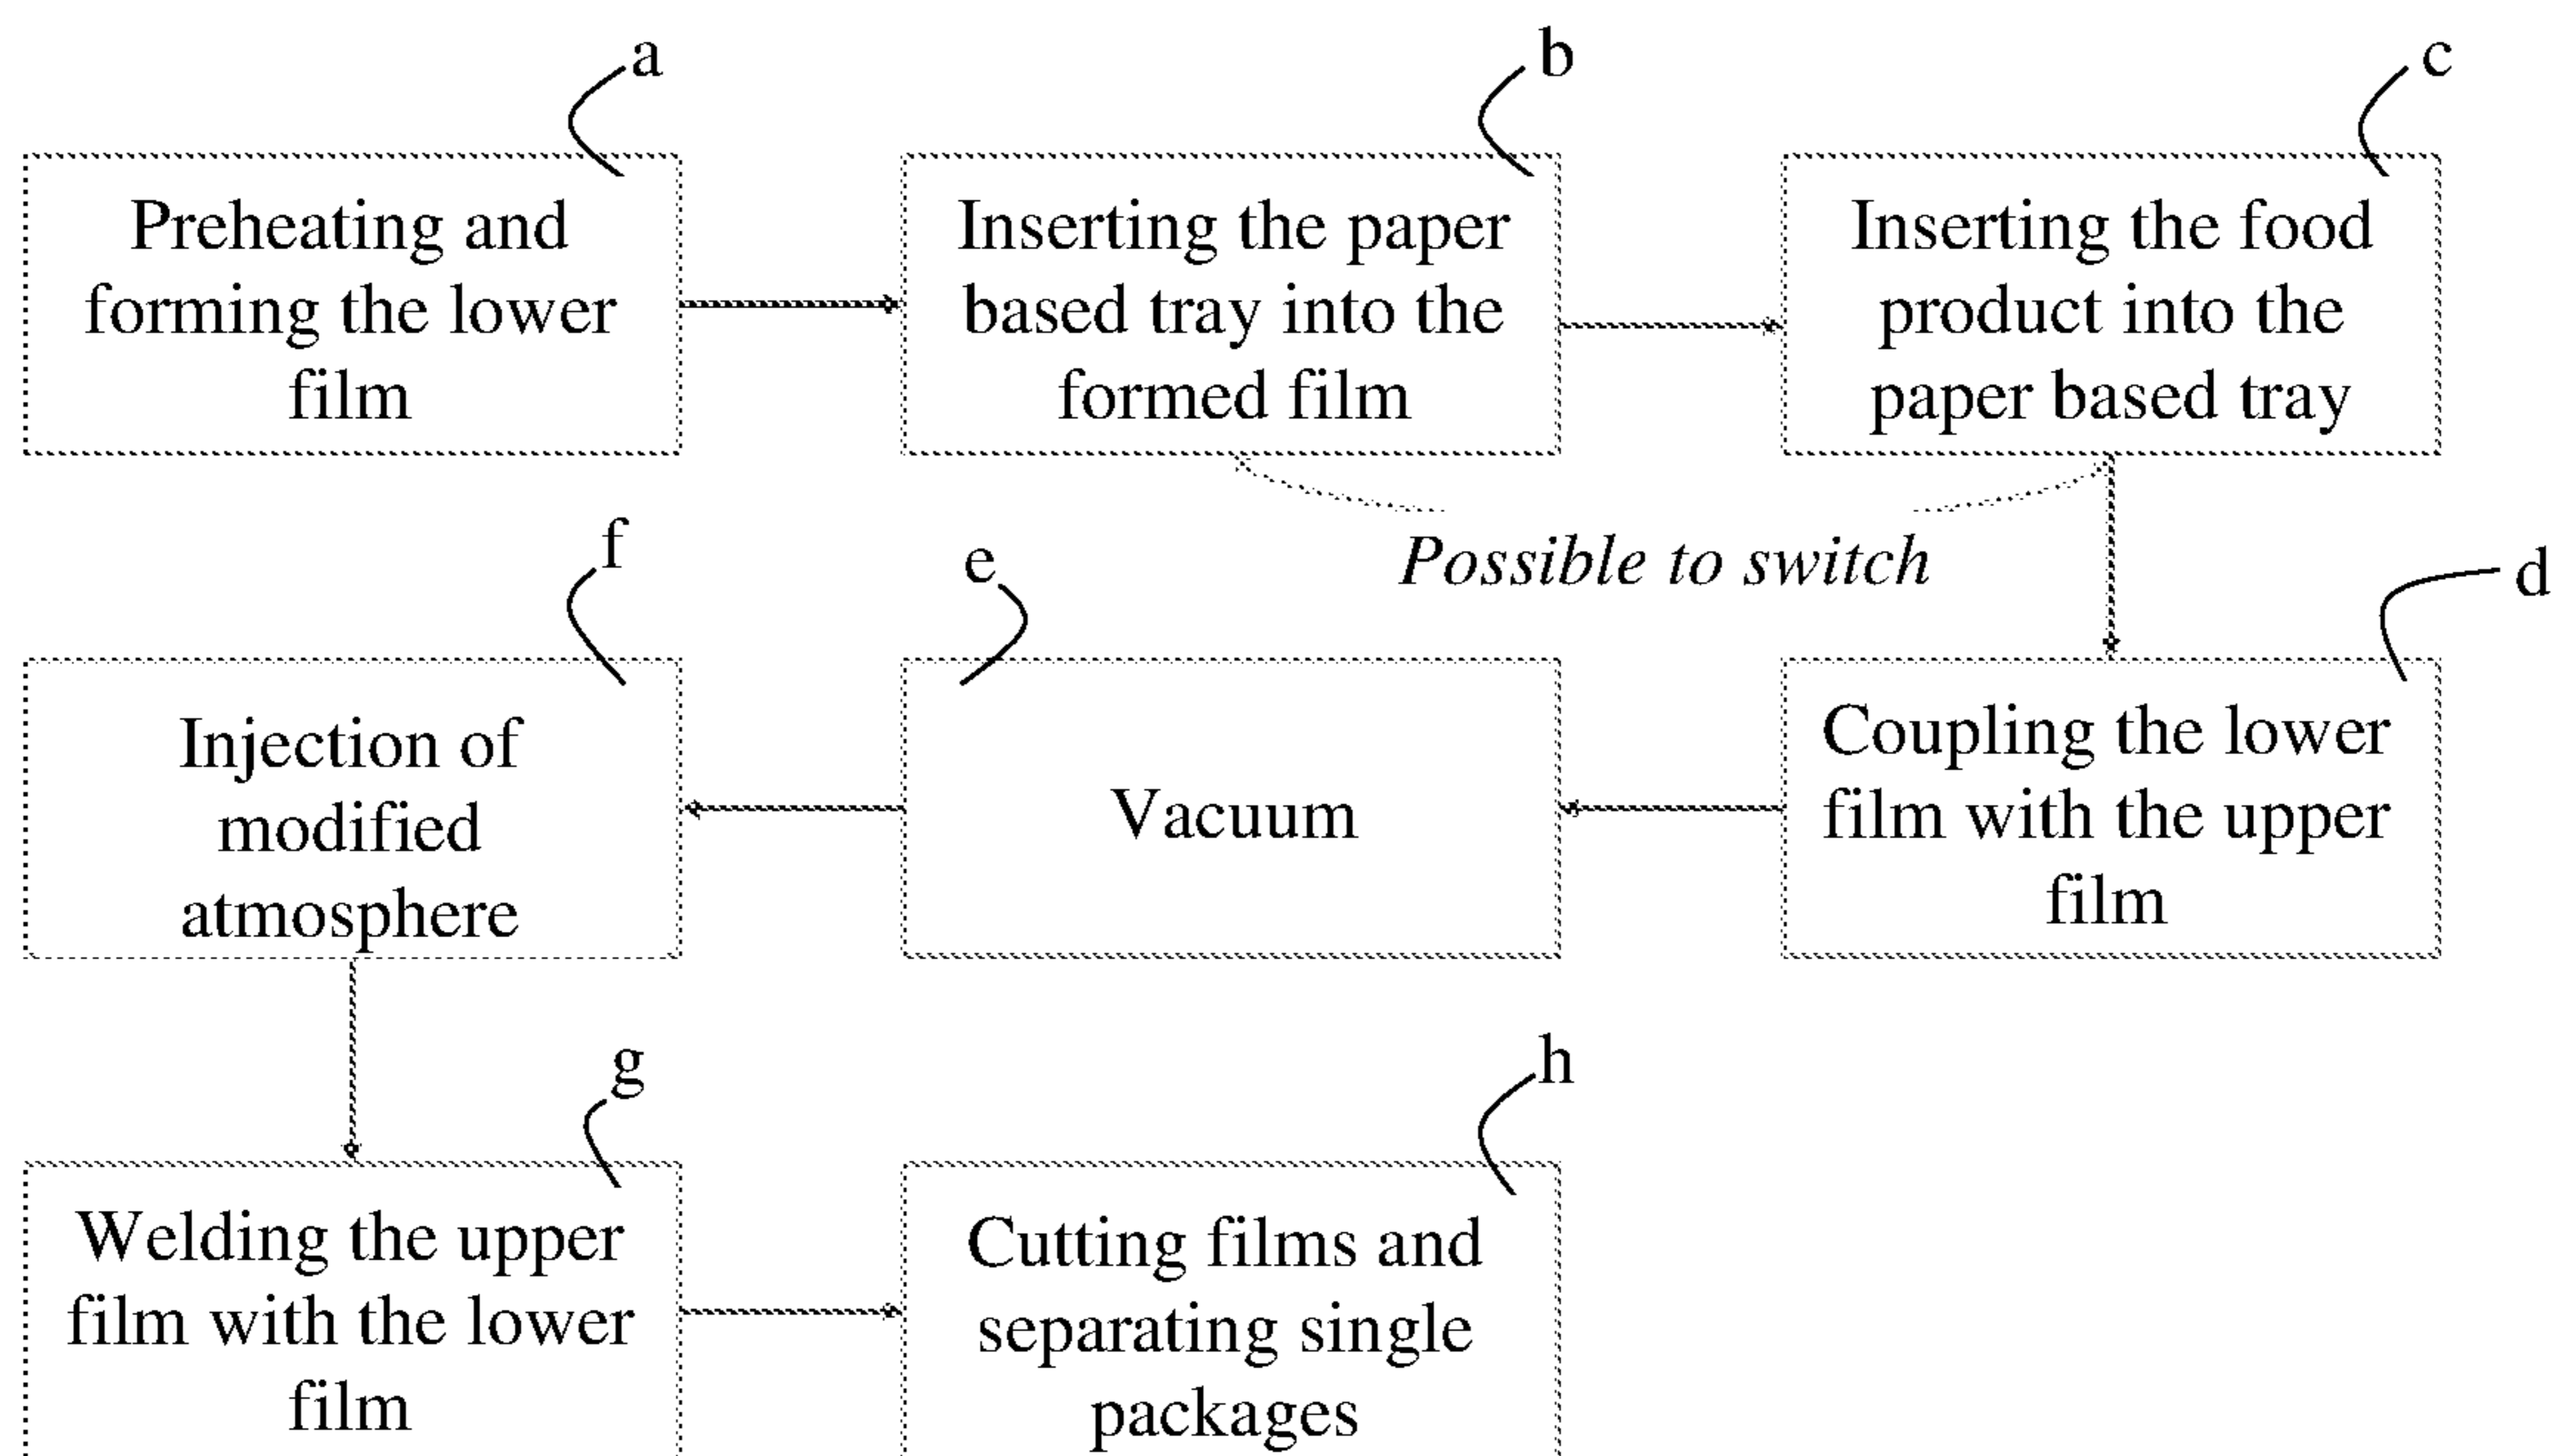 a
Preheating and
forming the lower
film
b
Inserting the paper
based tray into the
formed film
c
Inserting the food
product into the
paper based tray
Possible to switch
d
Coupling the lower
film with the upper
film
e
Vacuum
f
Injection of
modified
atmosphere
g
Welding the upper
film with the lower
film
h
Cutting films and
separating single
packages